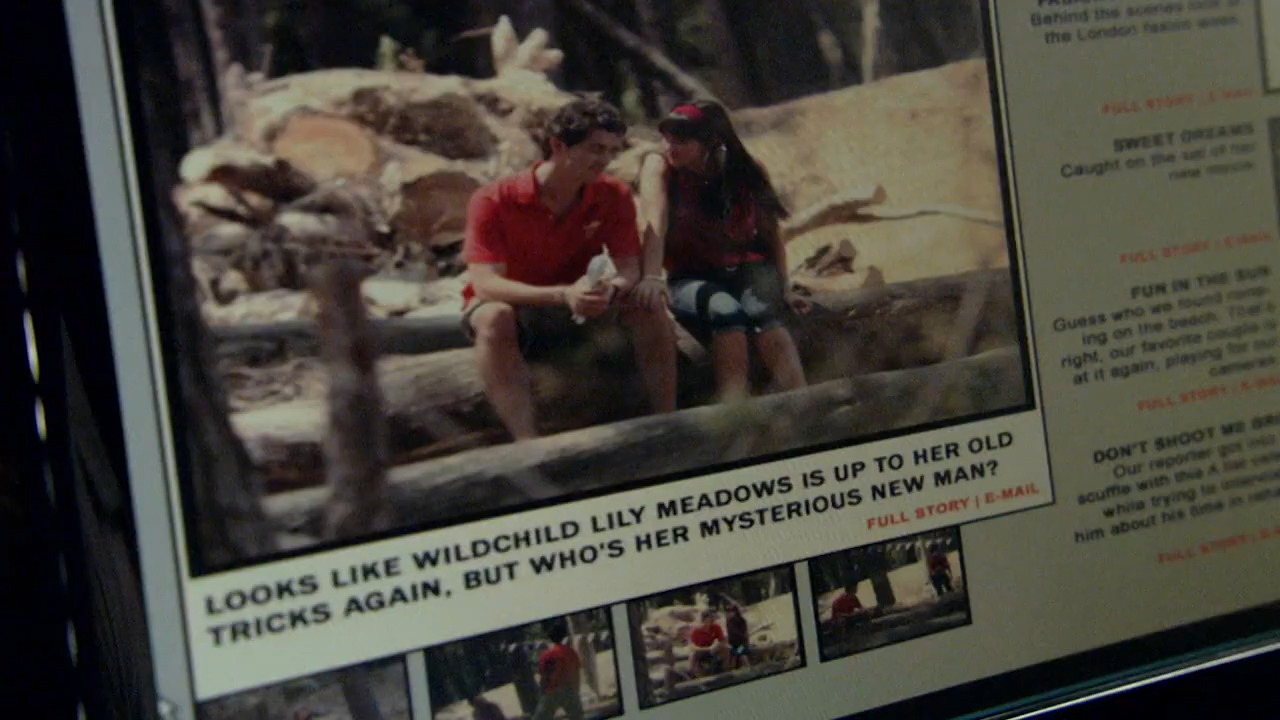 LOOKS LIKE WILDCHILD LILY MEADOWS IS UP TO HER OLD
TRICKS AGAIN, BUT WHO'S HER MYSTERIOUS NEW MAN?
FULL STORY | E-MAIL
Behind the scenes look at
the London fasion week.
FULL STORY | E-MAIL
SWEET DREAMS
Caught on the set of her
new movie.
FULL STORY | E-MAIL
FUN IN THE SUN
Guess who we found
ing on the beach. That's
right, our favorite couple is
at it again, playing for our
cameras.
FULL STORY | E-MAIL
DON'T SHOOT ME
Our reporter got into
scuffle with this A list
while trying to
him about his time in
FULL STORY |